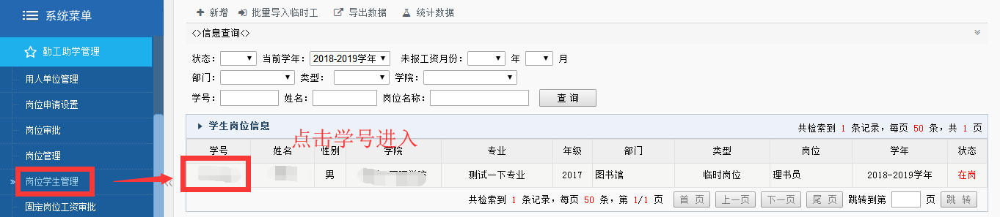 系统菜单
勤工助学管理
用人单位管理
岗位申请设置
岗位审批
岗位管理
岗位学生管理
固定岗位工资审批
新增 批量导入临时工 导出数据 统计数据
<>信息查询<>
状态： 当前学年：2018-2019学年 未报工资月份： 年 月
部门： 类型： 学院：
学号： 姓名： 岗位名称： 查 询
学生岗位信息
共检索到 1 条记录，每页 50 条，共 1 页
点击学号进入
学号 姓名 性别 学院 专业 年级 部门 类型 岗位 学年 状态
男 测试一下专业 2017 图书馆 临时岗位 理书员 2018-2019学年 在岗
共检索到 1 条记录，每页 50 条，第 1/1 页 首 页 上一页 下一页 尾 页 跳转到第 页 跳 转